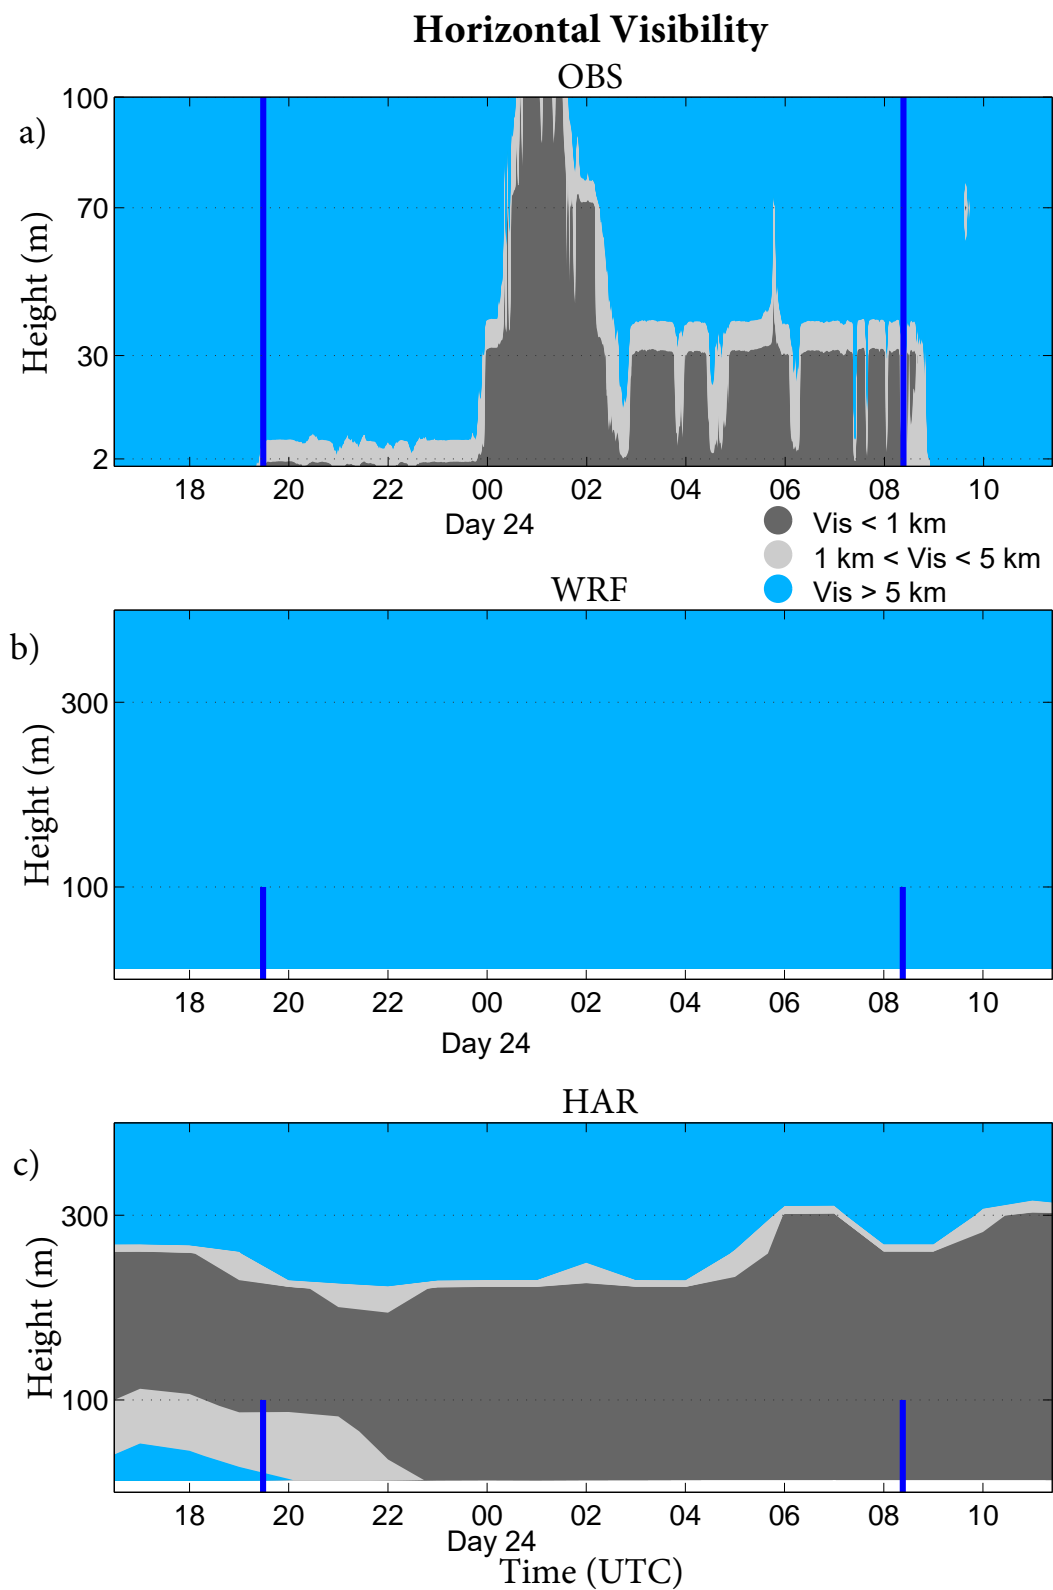 Horizontal Visibility
OBS
a)
100
70
30
2
Height (m)
18 20 22 00 02 04 06 08 10
Day 24
Vis < 1 km
1 km < Vis < 5 km
Vis > 5 km
WRF
b)
300
100
Height (m)
18 20 22 00 02 04 06 08 10
Day 24
HAR
c)
300
100
Height (m)
18 20 22 00 02 04 06 08 10
Day 24
Time (UTC)